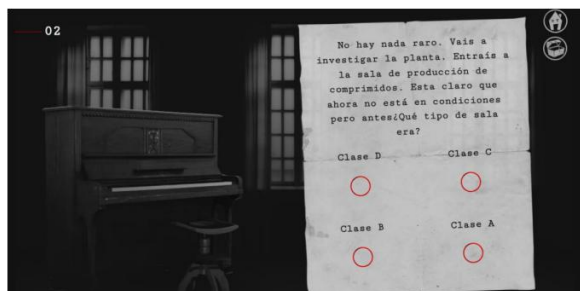 02
No hay nada raro. Vais a
investigar la planta. Entraís a
la sala de producción de
comprimidos. Esta claro que
ahora no está en condiciones
pero antes¿Qué tipo de sala
era?
Clase D
Clase C
Clase B
Clase A